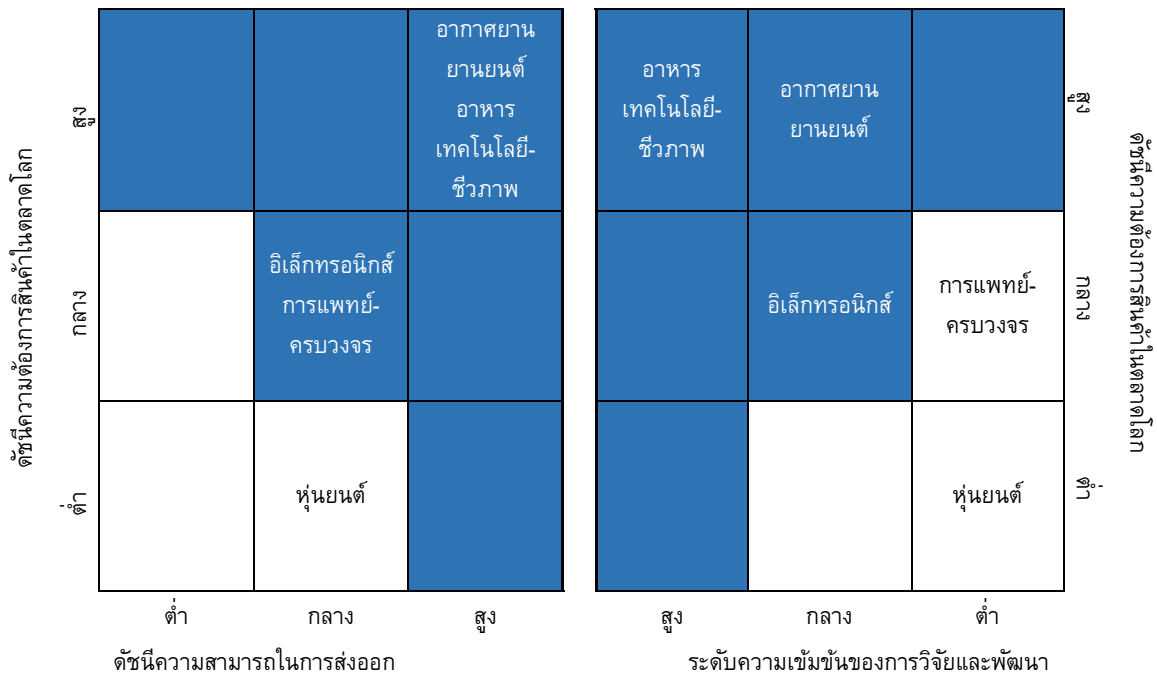 ดัชนีความต้องการสินค้าในตลาดโลก
สูง
อากาศยาน
ยานยนต์
อาหาร
เทคโนโลยี-
ชีวภาพ
กลาง
อิเล็กทรอนิกส์
การแพทย์-
ครบวงจร
ต่ำ
หุ่นยนต์
ต่ำ
กลาง
สูง
ดัชนีความสามารถในการส่งออก
อาหาร
เทคโนโลยี-
ชีวภาพ
อากาศยาน
ยานยนต์
สูง
อิเล็กทรอนิกส์
การแพทย์-
ครบวงจร
กลาง
หุ่นยนต์
ต่ำ
ดัชนีความต้องการสินค้าในตลาดโลก
สูง
กลาง
ต่ำ
ระดับความเข้มข้นของการวิจัยและพัฒนา